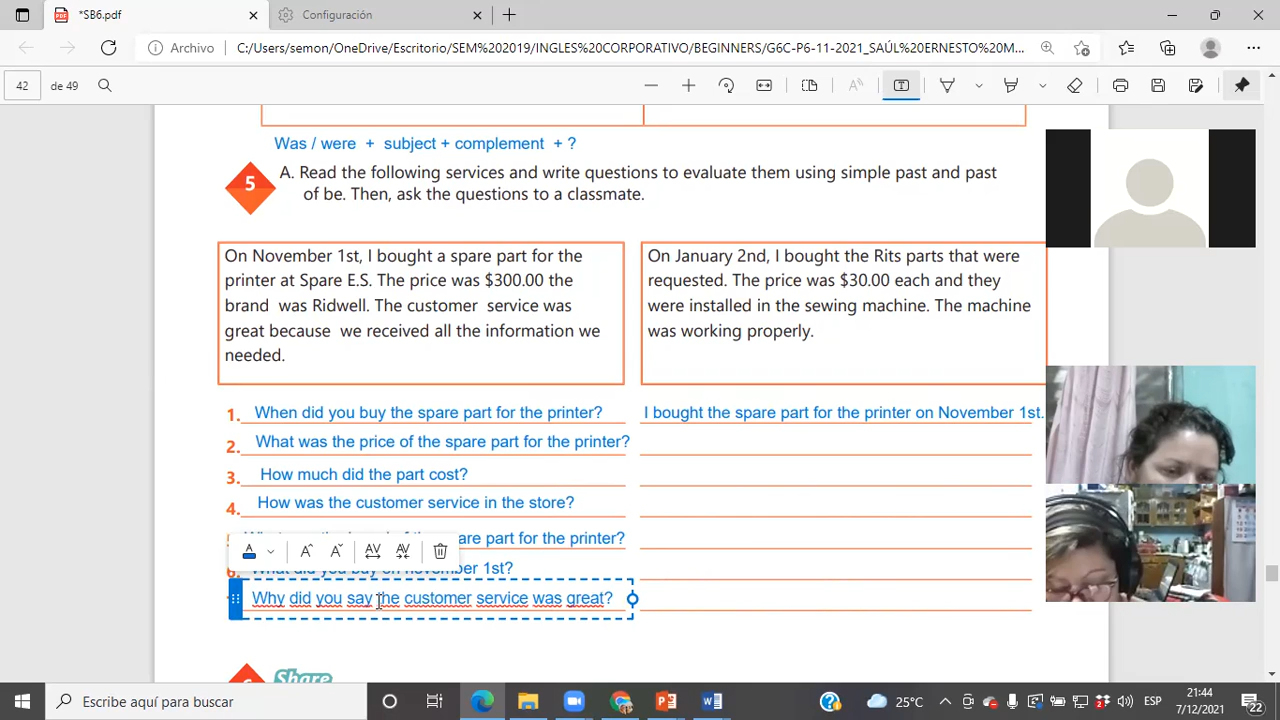 *SB6.pdf
Configuración
Archivo
C:/Users/semon/OneDrive/Escritorio/SEM%202019/INGLES%20CORPORATIVO/BEGINNERS/G6C-P6-11-2021_SAÚL%20ERNESTO%20M...
42 de 49
Was / were + subject + complement + ?
5
A. Read the following services and write questions to evaluate them using simple past and past
of be. Then, ask the questions to a classmate.
On November 1st, I bought a spare part for the
printer at Spare E.S. The price was $300.00 the
brand was Ridwell. The customer service was
great because we received all the information we
needed.
On January 2nd, I bought the Rits parts that were
requested. The price was $30.00 each and they
were installed in the sewing machine. The machine
was working properly.
1. When did you buy the spare part for the printer?
I bought the spare part for the printer on November 1st.
2. What was the price of the spare part for the printer?
3. How much did the part cost?
4. How was the customer service in the store?
are part for the printer?
6. What did you buy on november 1st?
Why did you say the customer service was great?
Share
Escribe aquí para buscar
25°C
ESP
21:44
7/12/2021
22